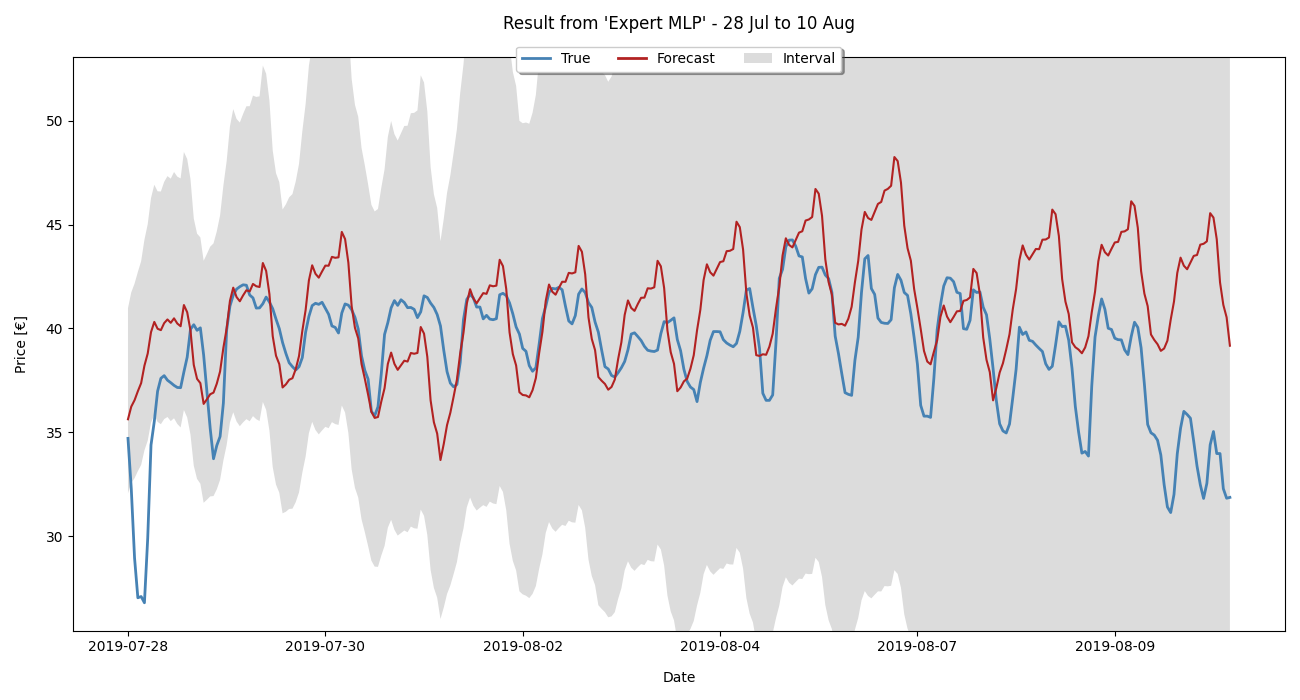 Result from 'Expert MLP' - 28 Jul to 10 Aug
True Forecast Interval
50
45
40
35
30
Price [€]
2019-07-28 2019-07-30 2019-08-02 2019-08-04 2019-08-07 2019-08-09
Date